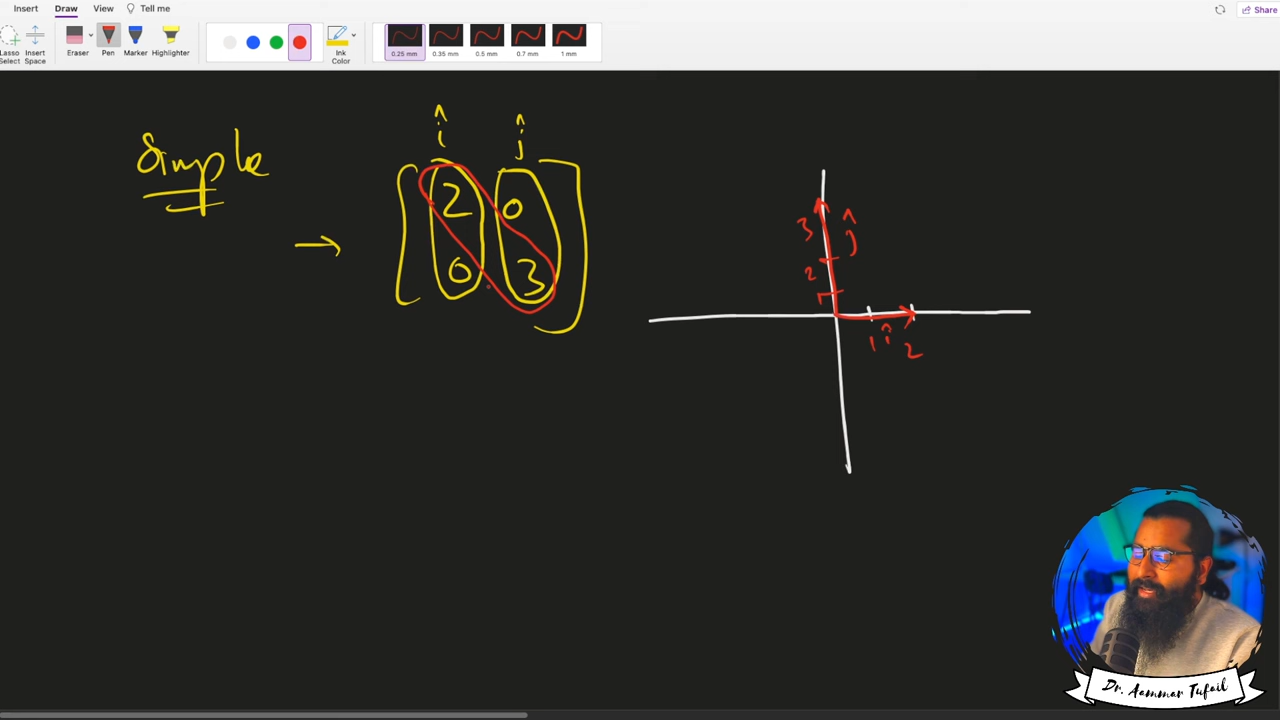 Insert Draw View Tell me
Share
Lasso Select
Insert Space
Eraser
Pen
Marker
Highlighter
Ink Color
0.25 mm
0.35 mm
0.5 mm
0.7 mm
1 mm
Simple
î ĵ
2 0
0 3
→
3 ĵ
2
1
1 î 2
Dr. Aammar Tufail